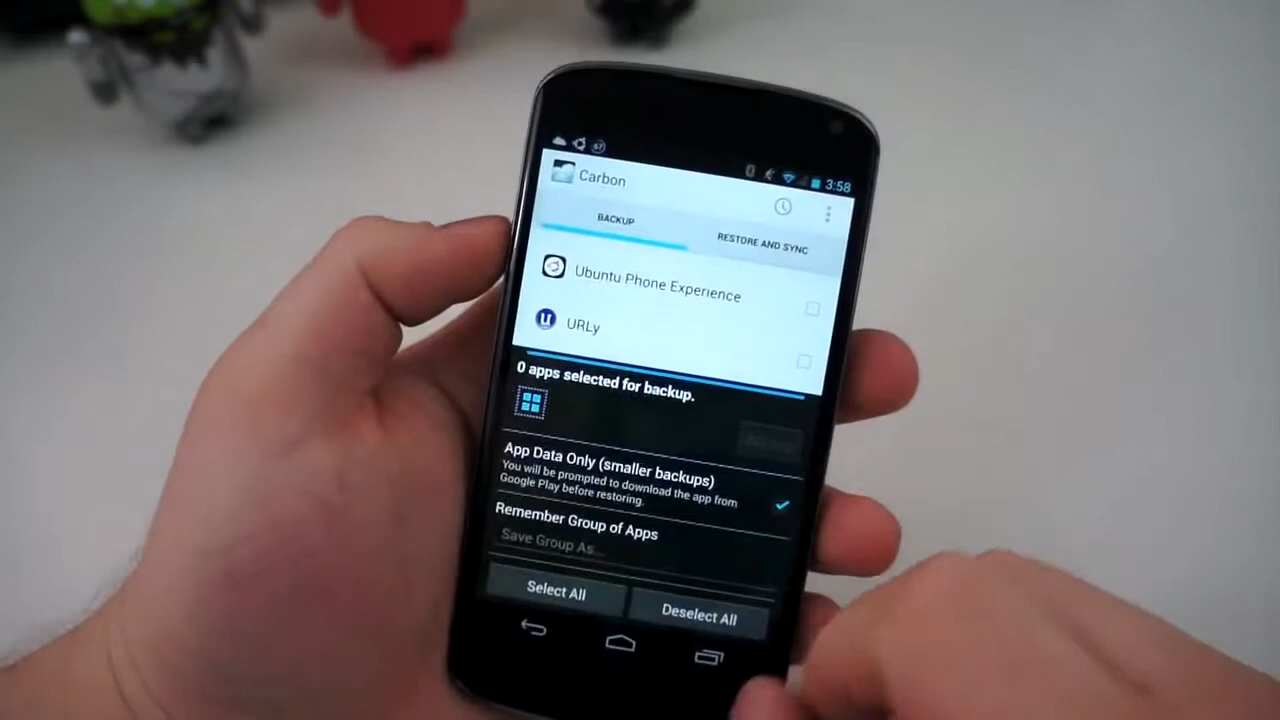 67
3:58
Carbon
BACKUP
RESTORE AND SYNC
Ubuntu Phone Experience
U URLy
0 apps selected for backup.
App Data Only (smaller backups)
You will be prompted to download the app from
Google Play before restoring.
Remember Group of Apps
Save Group As...
Select All
Deselect All